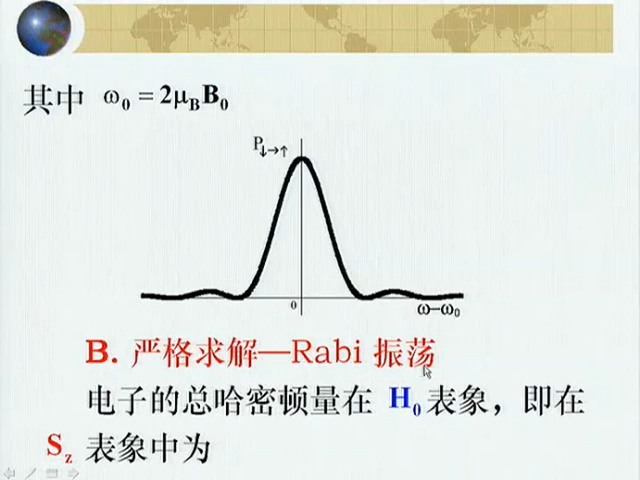 其中 ω₀ = 2μ_B B₀
P↓→↑
0
ω−ω₀
B. 严格求解—Rabi 振荡
电子的总哈密顿量在 H₀ 表象，即在
S_z 表象中为